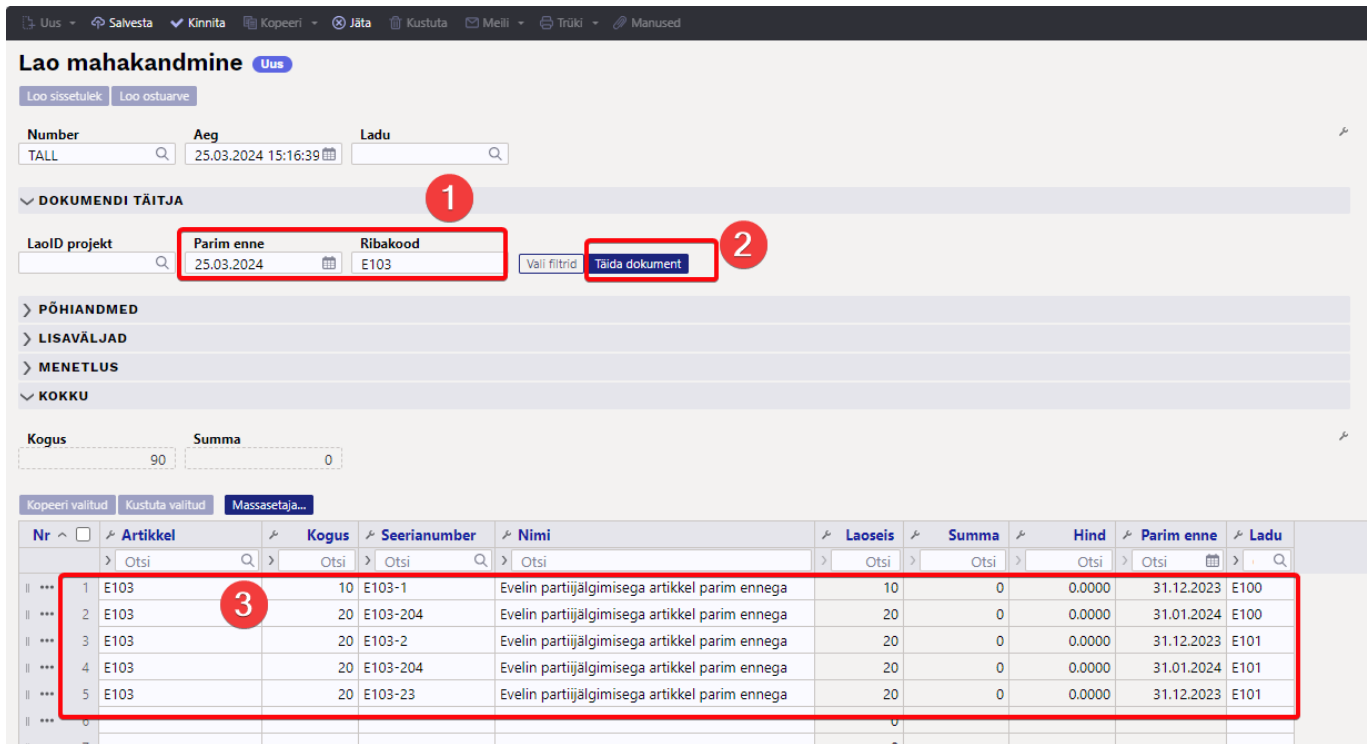 Uus Salvesta Kinnita Kopeeri Jäta Kustuta Meili Trüki Manused
Lao mahakandmine Uus
Loo sissetulek Loo ostuarve
Number Aeg Ladu
TALL 25.03.2024 15:16:39
1
DOKUMENDI TÄITJA
2
LaoID projekt Parim enne Ribakood
25.03.2024 E103 Vali filtrid Täida dokument
PÕHIANDMED
LISAVÄLJAD
MENETLUS
KOKKU
Kogus Summa
90 0
Kopeeri valitud Kustuta valitud Massasetaja...
Nr Artikkel Kogus Seerianumber Nimi Laoseis Summa Hind Parim enne Ladu
Otsi Otsi Otsi Otsi Otsi Otsi Otsi Otsi
1 E103 10 E103-1 Evelin partiijälgimisega artikkel parim ennega 10 0 0.0000 31.12.2023 E100
3
2 E103 20 E103-204 Evelin partiijälgimisega artikkel parim ennega 20 0 0.0000 31.01.2024 E100
3 E103 20 E103-2 Evelin partiijälgimisega artikkel parim ennega 20 0 0.0000 31.12.2023 E101
4 E103 20 E103-204 Evelin partiijälgimisega artikkel parim ennega 20 0 0.0000 31.01.2024 E101
5 E103 20 E103-23 Evelin partiijälgimisega artikkel parim ennega 20 0 0.0000 31.12.2023 E101
6 0